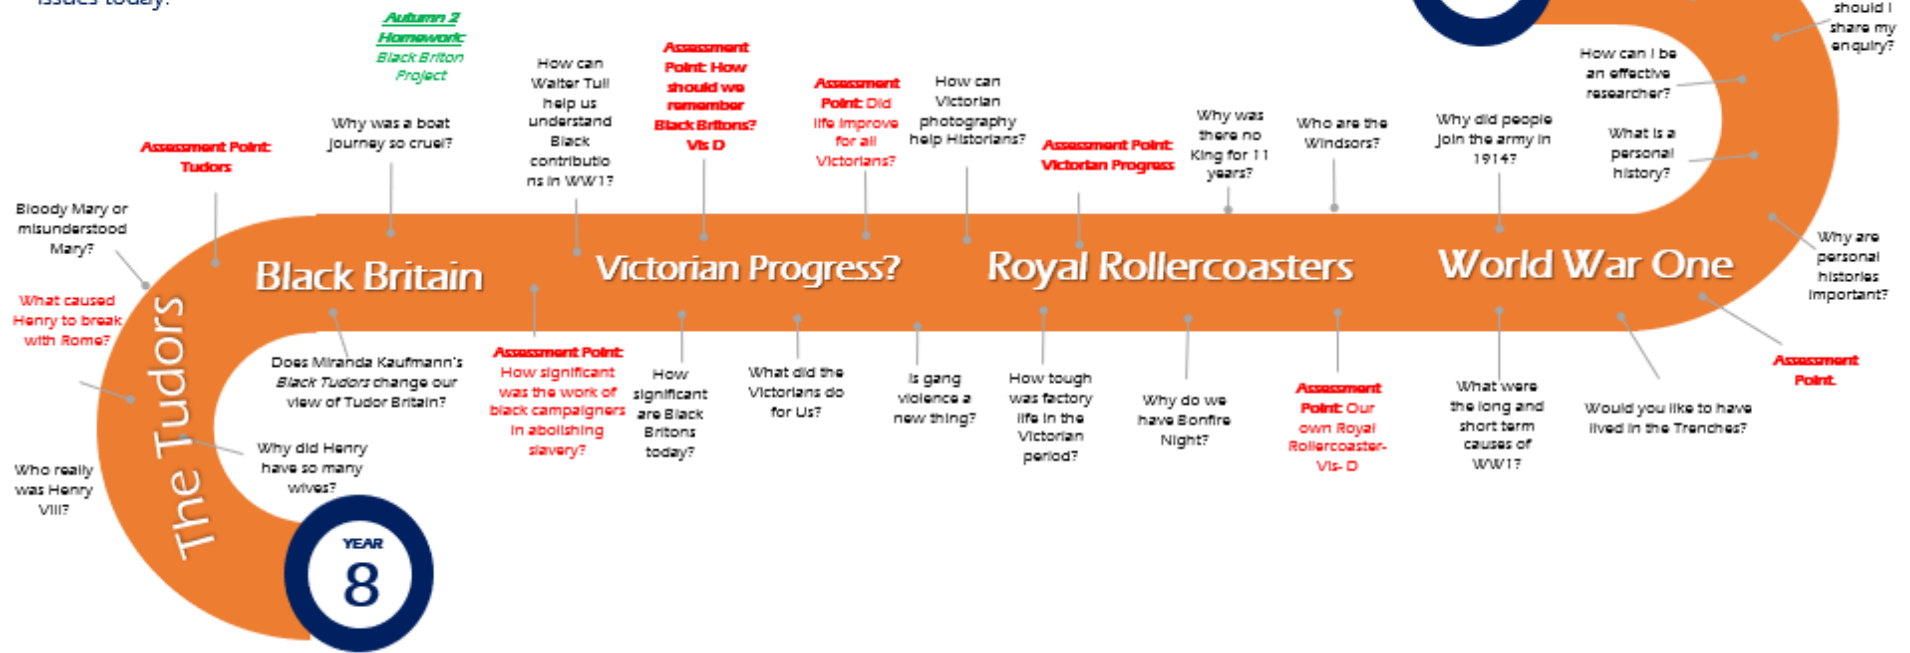 issues today.
Autumn 2
Homework:
Black Briton
Project
Assessment Point:
Tudors
Why was a boat
journey so cruel?
How can
Walter Tull
help us
understand
Black
contributio
ns in WW1?
Assessment
Point: How
should we
remember
Black Britons?
Vis D
Assessment
Point: Did
life improve
for all
Victorians?
How can
Victorian
photography
help Historians?
Assessment Point:
Victorian Progress
Why was
there no
King for 11
years?
Who are the
Windsors?
Why did people
join the army in
1914?
should I
share my
enquiry?
How can I be
an effective
researcher?
What is a
personal
history?
Why are
personal
histories
important?
Bloody Mary or
misunderstood
Mary?
What caused
Henry to break
with Rome?
Who really
was Henry
VIII?
The Tudors
Black Britain
Victorian Progress?
Royal Rollercoasters
World War One
Does Miranda Kaufmann's
Black Tudors change our
view of Tudor Britain?
Why did Henry
have so many
wives?
Assessment Point:
How significant
was the work of
black campaigners
in abolishing
slavery?
How
significant
are Black
Britons
today?
What did the
Victorians do
for Us?
Is gang
violence a
new thing?
How tough
was factory
life in the
Victorian
period?
Why do we
have Bonfire
Night?
Assessment
Point: Our
own Royal
Rollercoaster-
Vis- D
What were
the long and
short term
causes of
WW1?
Would you like to have
lived in the Trenches?
Assessment
Point.
YEAR
8